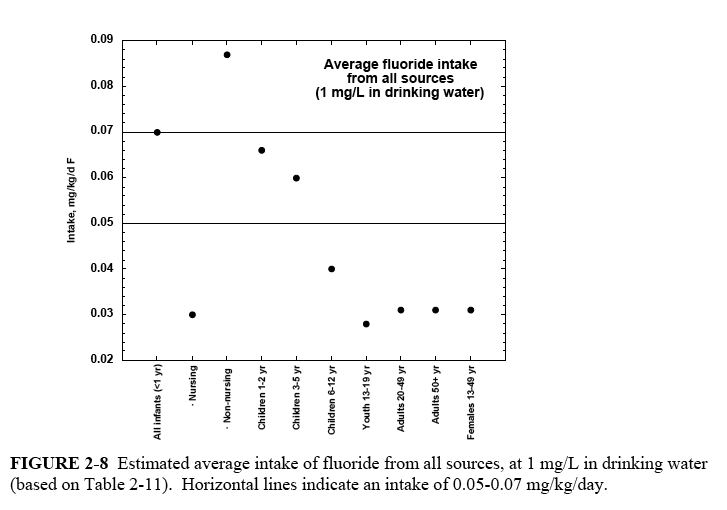 Average fluoride intake
from all sources
(1 mg/L in drinking water)
Intake, mg/kg/d F
0.09
0.08
0.07
0.06
0.05
0.04
0.03
0.02
All infants (<1 yr)
- Nursing
- Non-nursing
Children 1-2 yr
Children 3-5 yr
Children 6-12 yr
Youth 13-19 yr
Adults 20-49 yr
Adults 50+ yr
Females 13-49 yr
FIGURE 2-8 Estimated average intake of fluoride from all sources, at 1 mg/L in drinking water
(based on Table 2-11). Horizontal lines indicate an intake of 0.05-0.07 mg/kg/day.